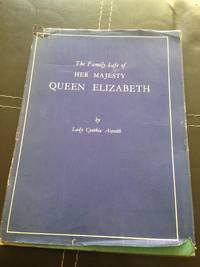 The Family Life of
HER MAJESTY
QUEEN ELIZABETH
by
Lady Cynthia Asquith